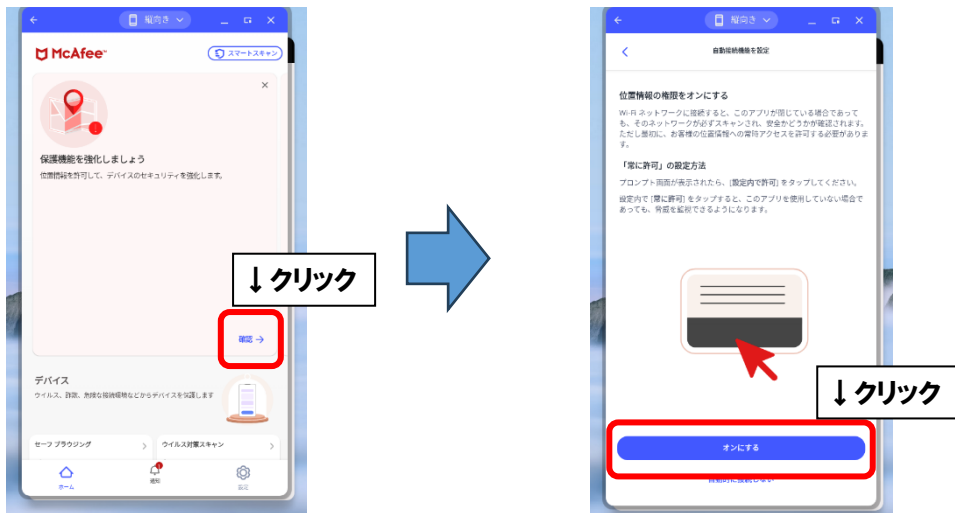 縦向き
McAfee™
スマートスキャン
保護機能を強化しましょう
位置情報を許可して、デバイスのセキュリティを強化します。
↓クリック
確認 →
デバイス
ウイルス、詐欺、危険な接続環境などからデバイスを保護します
セーフ ブラウジング
ウイルス対策スキャン
ホーム
通知
設定
縦向き
自動接続機能を設定
位置情報の権限をオンにする
Wi-Fi ネットワークに接続すると、このアプリが閉じている場合であって
も、そのネットワークが必ずスキャンされ、安全かどうかが確認されます。
ただし最初に、お客様の位置情報への常時アクセスを許可する必要がありま
す。
「常に許可」の設定方法
プロンプト画面が表示されたら、[設定内で許可] をタップしてください。
設定内で [常に許可] をタップすると、このアプリを使用していない場合で
あっても、脅威を監視できるようになります。
↓クリック
オンにする
自動的に接続しない